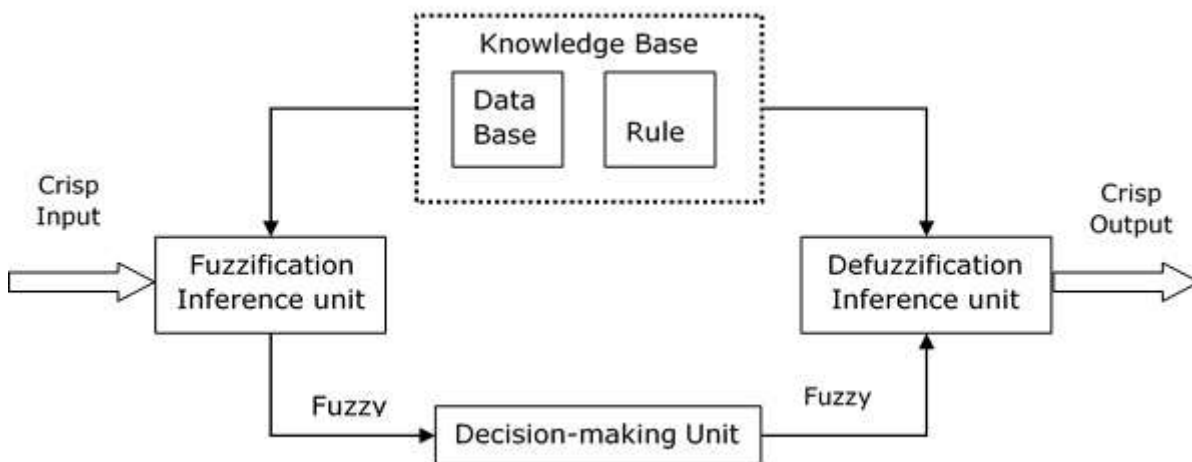 Knowledge Base
Data
Base
Rule
Crisp
Input
Crisp
Output
Fuzzification
Inference unit
Defuzzification
Inference unit
Fuzzy
Fuzzy
Decision-making Unit